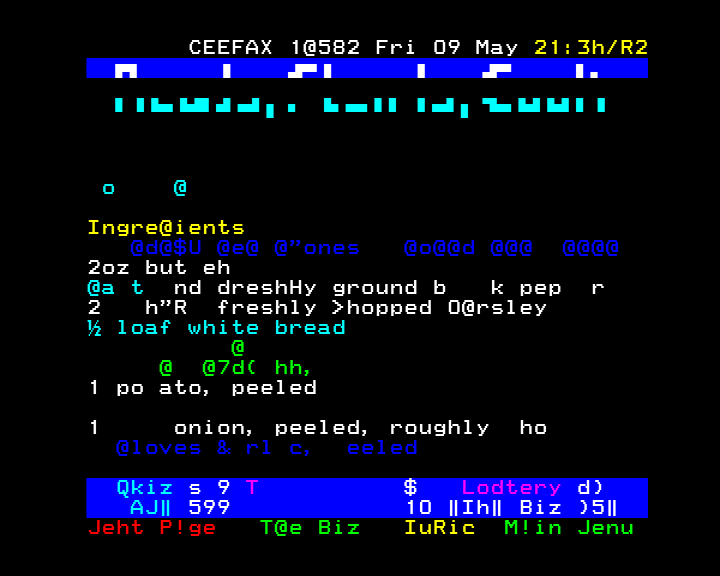 CEEFAX 1@582 Fri 09 May 21:3h/R2
o @
Ingre@ients
@d@$U @e@ @”ones @o@@d @@@ @@@@
2oz but eh
@a t nd dreshHy ground b k pep r
2 h”R freshly >hopped O@rsley
½ loaf white bread
@
@ @7d( hh,
1 po ato, peeled
1 onion, peeled, roughly ho
@loves & rl c, eeled
Qkiz s 9 T $ Lodtery d)
AJ‖ 599 10 ‖Ih‖ Biz )5‖
Jeht P!ge T@e Biz IuRic M!in Jenu